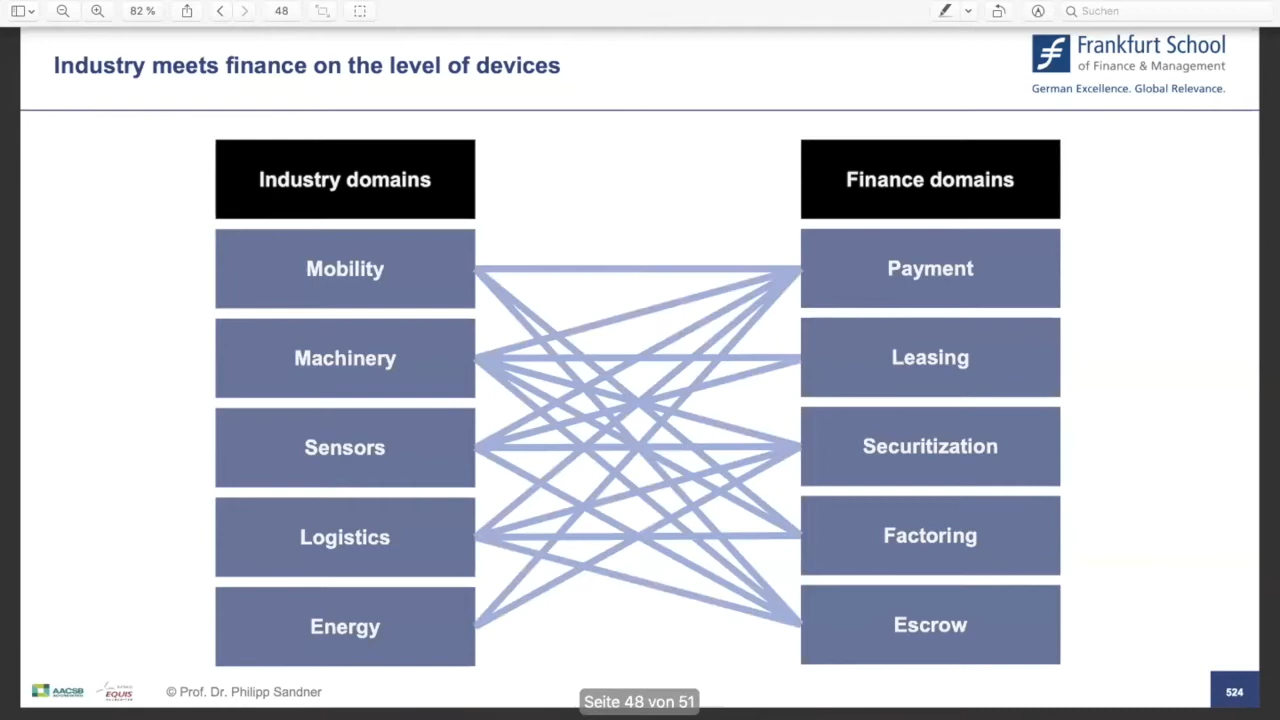 82 %
48
Suchen
Industry meets finance on the level of devices
Frankfurt School
of Finance & Management
German Excellence. Global Relevance.
Industry domains
Finance domains
Mobility
Payment
Machinery
Leasing
Sensors
Securitization
Logistics
Factoring
Energy
Escrow
AACSB
EQUIS
© Prof. Dr. Philipp Sandner
Seite 48 von 51
524